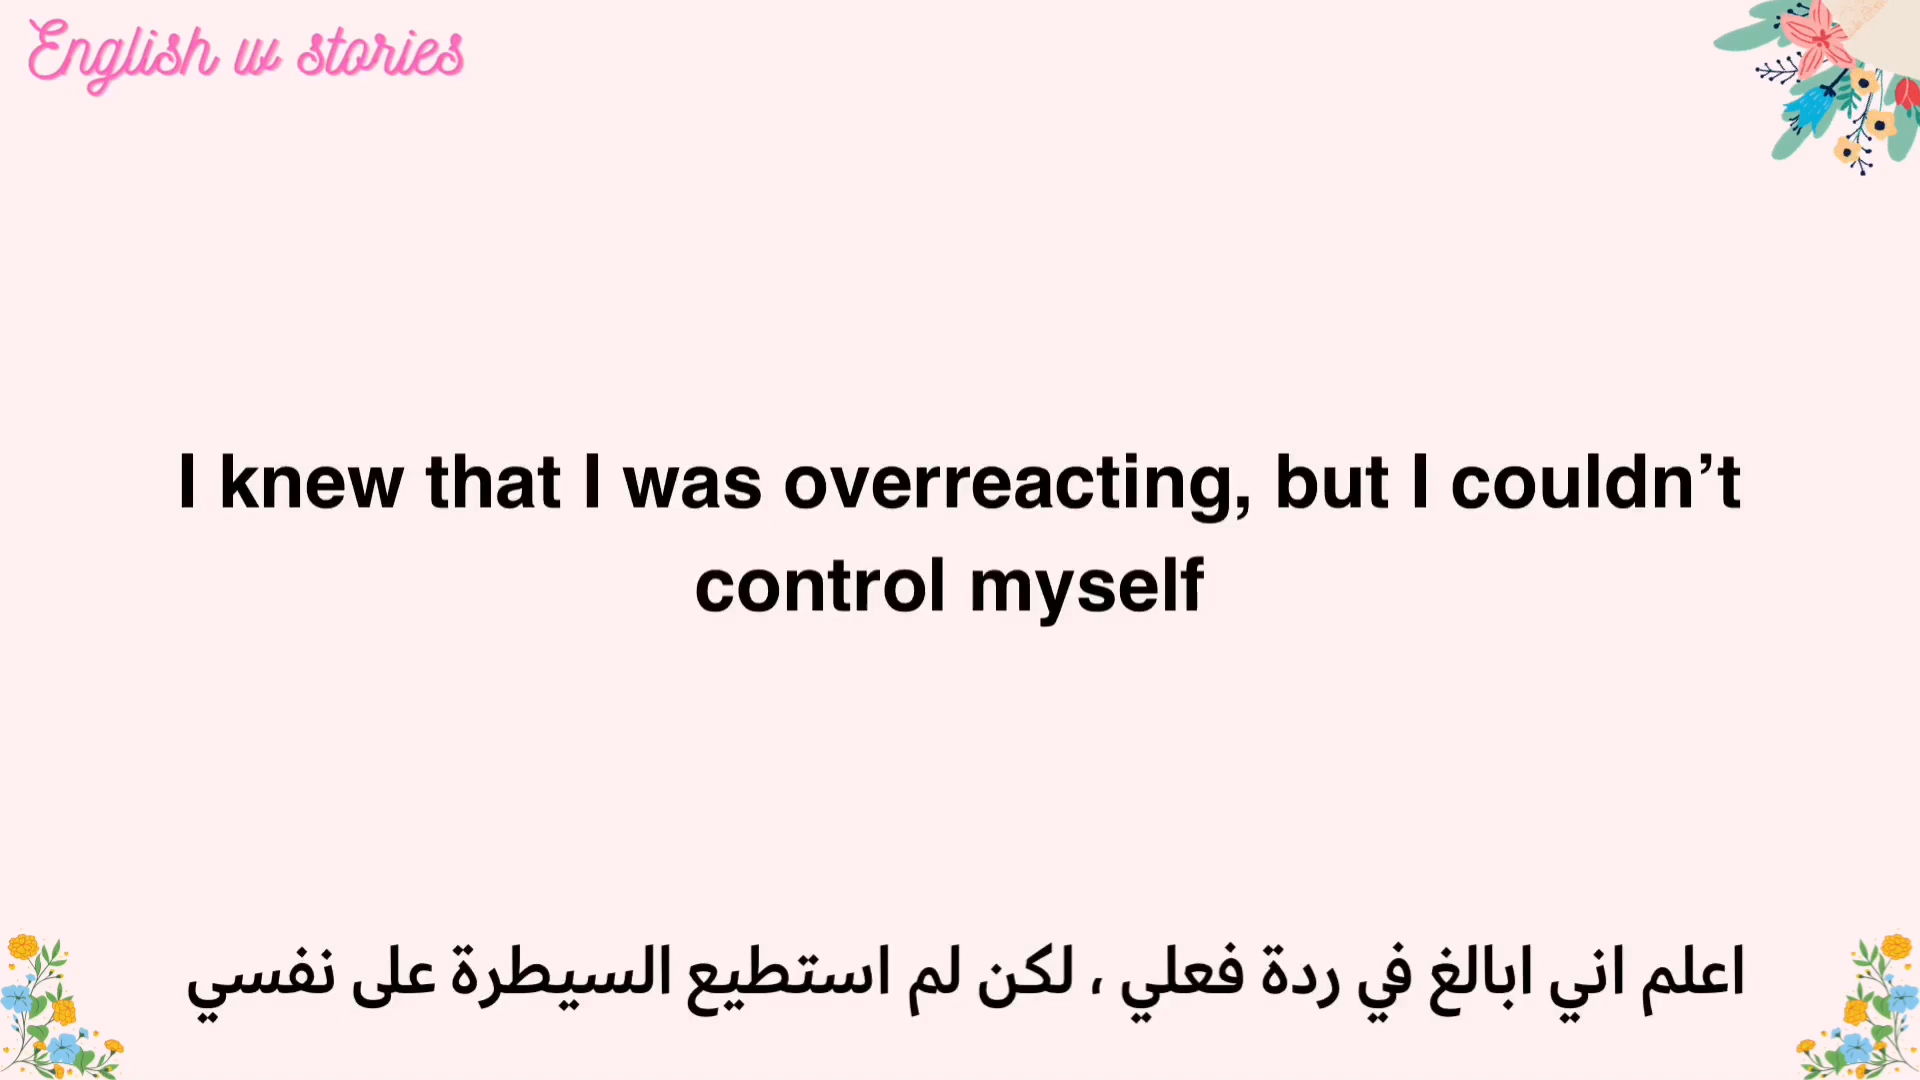 English w stories
I knew that I was overreacting, but I couldn’t
control myself
اعلم اني ابالغ في ردة فعلي ، لكن لم استطيع السيطرة على نفسي